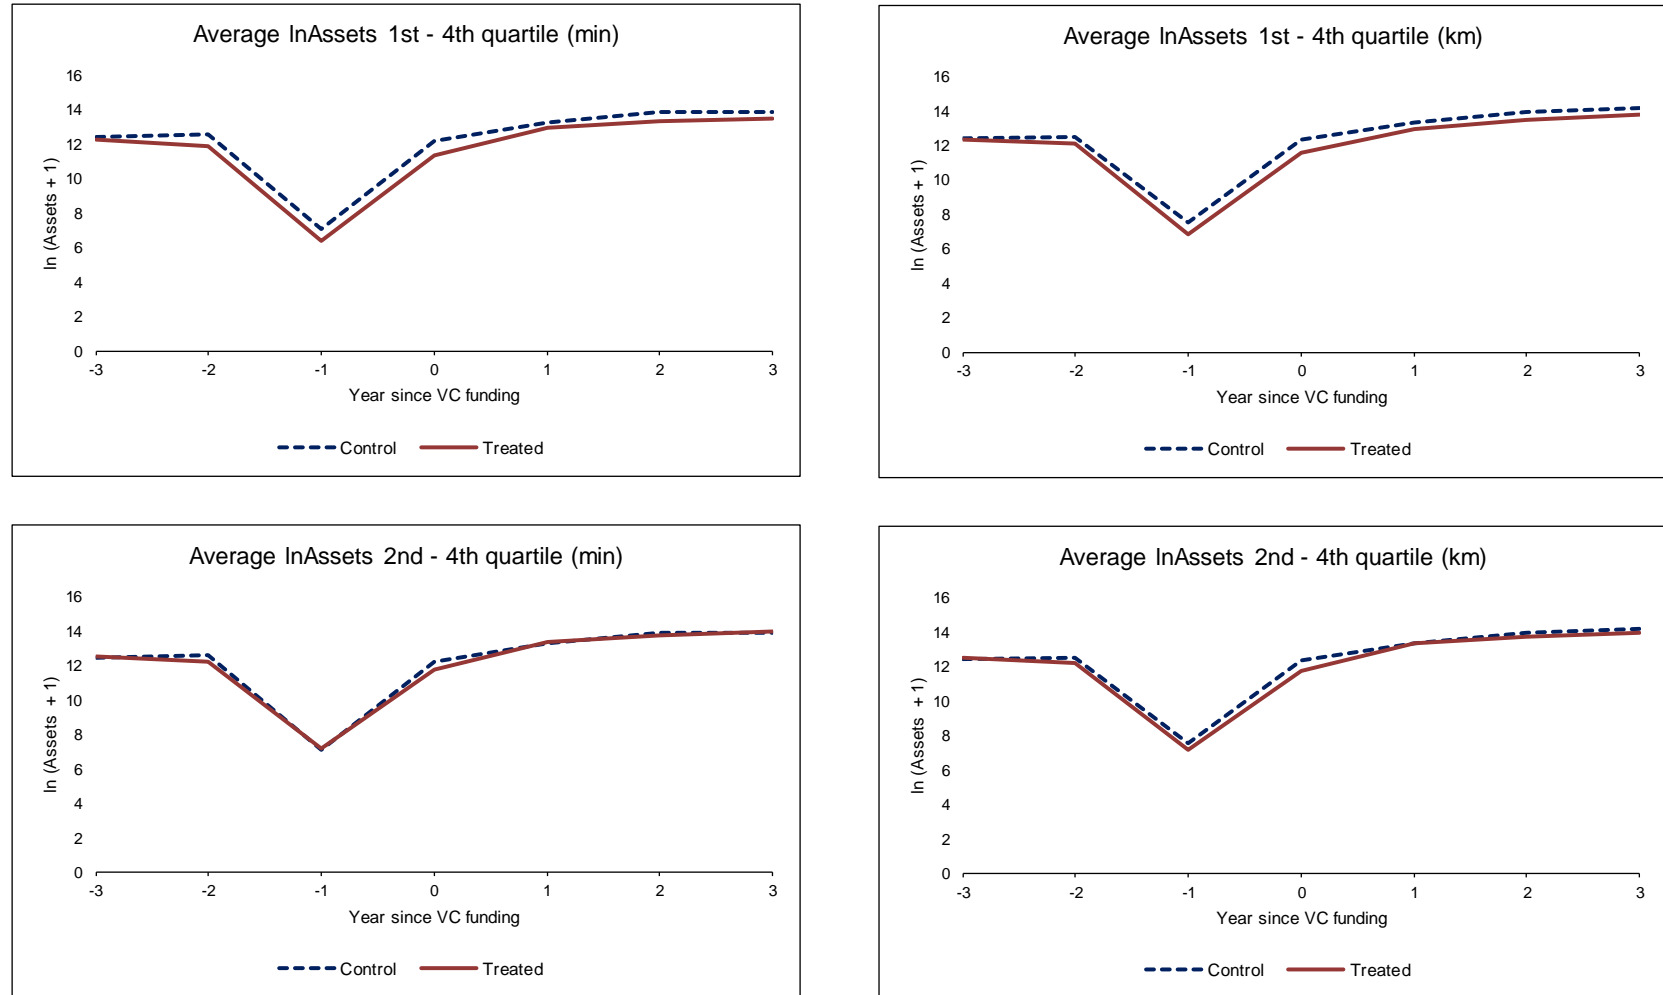 Average lnAssets 1st - 4th quartile (min)
16
14
12
10
8
6
4
2
0
ln (Assets + 1)
-3 -2 -1 0 1 2 3
Year since VC funding
Control Treated
Average lnAssets 1st - 4th quartile (km)
16
14
12
10
8
6
4
2
0
ln (Assets + 1)
-3 -2 -1 0 1 2 3
Year since VC funding
Control Treated
Average lnAssets 2nd - 4th quartile (min)
16
14
12
10
8
6
4
2
0
ln (Assets + 1)
-3 -2 -1 0 1 2 3
Year since VC funding
Control Treated
Average lnAssets 2nd - 4th quartile (km)
16
14
12
10
8
6
4
2
0
ln (Assets + 1)
-3 -2 -1 0 1 2 3
Year since VC funding
Control Treated